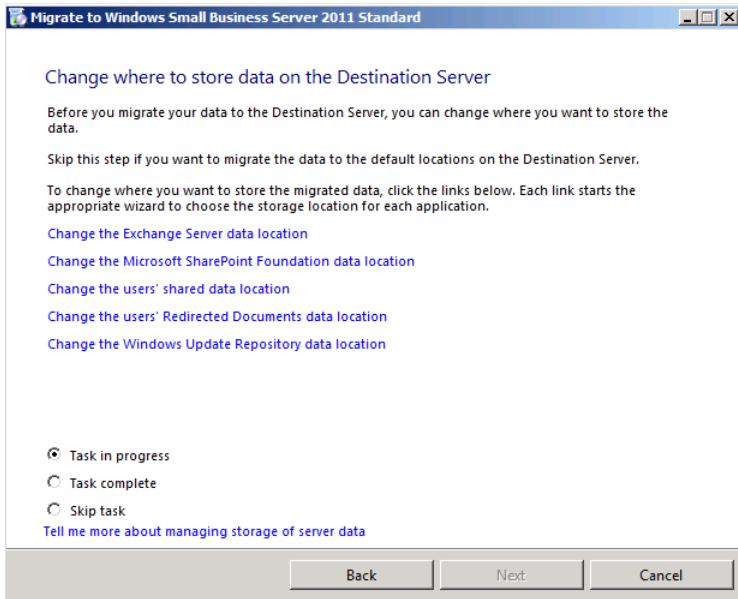 Migrate to Windows Small Business Server 2011 Standard
Change where to store data on the Destination Server
Before you migrate your data to the Destination Server, you can change where you want to store the
data.
Skip this step if you want to migrate the data to the default locations on the Destination Server.
To change where you want to store the migrated data, click the links below. Each link starts the
appropriate wizard to choose the storage location for each application.
Change the Exchange Server data location
Change the Microsoft SharePoint Foundation data location
Change the users' shared data location
Change the users' Redirected Documents data location
Change the Windows Update Repository data location
Task in progress
Task complete
Skip task
Tell me more about managing storage of server data
Back Next Cancel